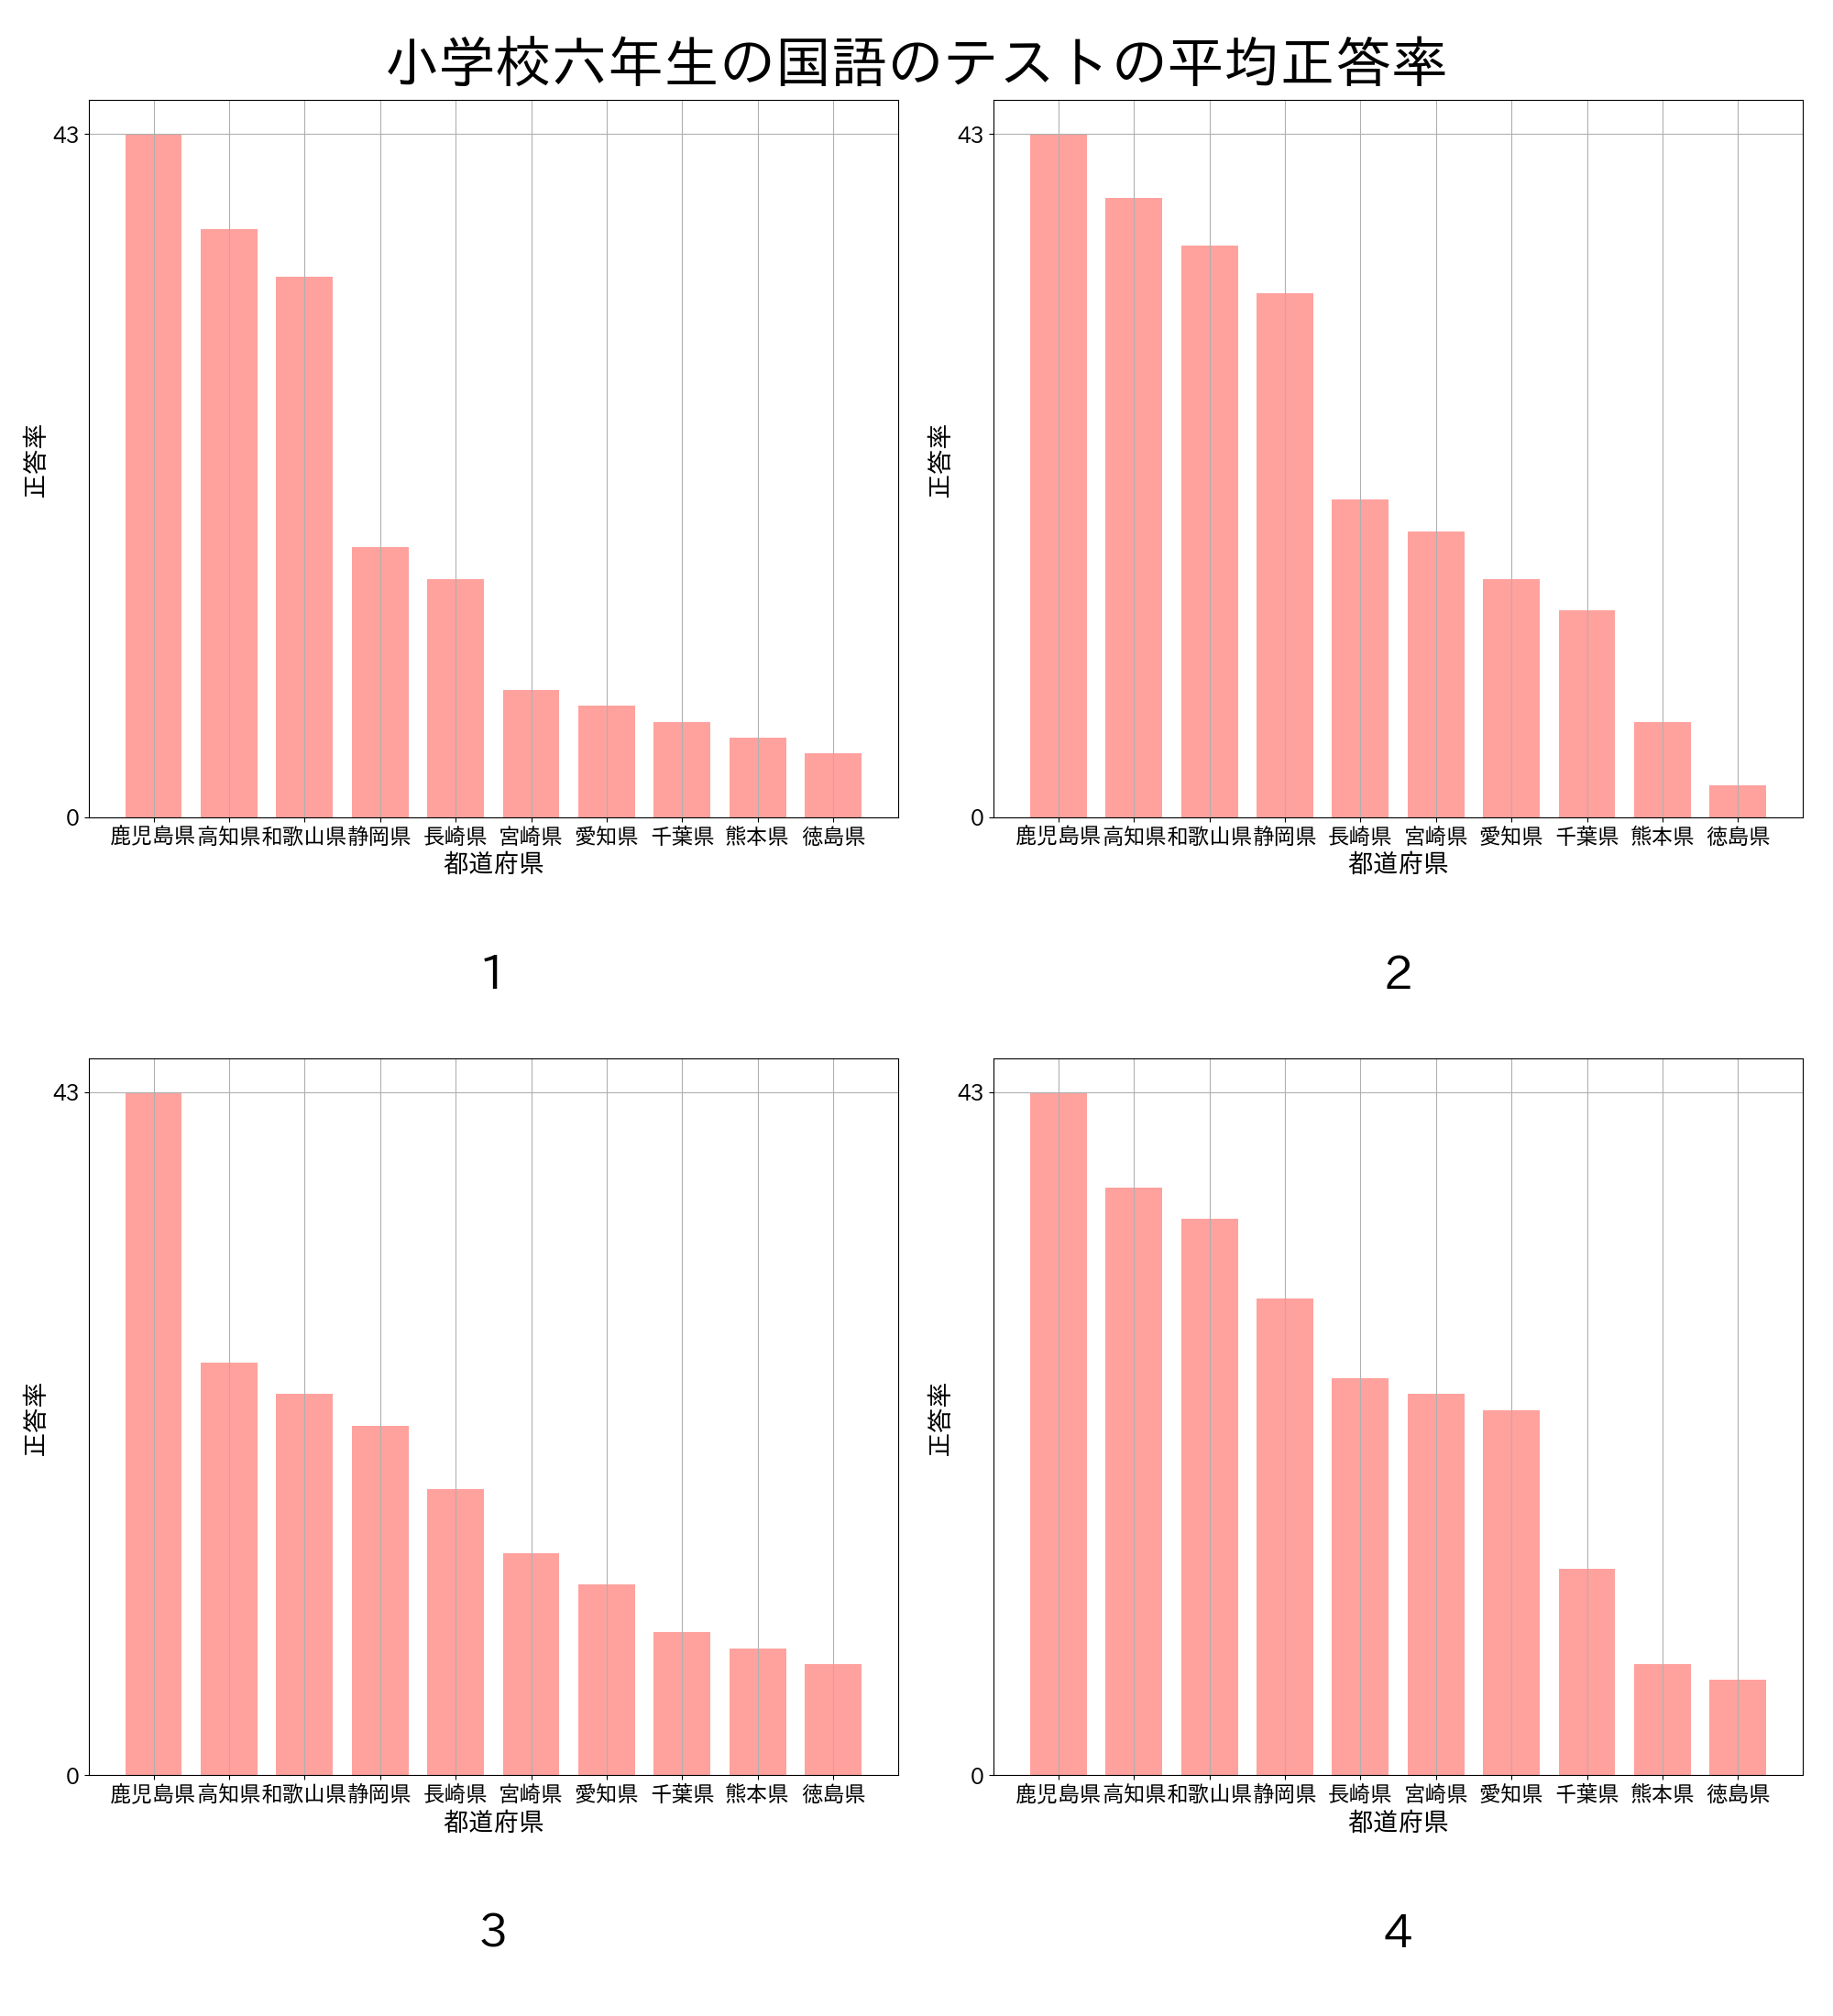 小学校六年生の国語のテストの平均正答率
43
正答率
0
鹿児島県 高知県 和歌山県 静岡県 長崎県 宮崎県 愛知県 千葉県 熊本県 徳島県
都道府県
1
43
正答率
0
鹿児島県 高知県 和歌山県 静岡県 長崎県 宮崎県 愛知県 千葉県 熊本県 徳島県
都道府県
2
43
正答率
0
鹿児島県 高知県 和歌山県 静岡県 長崎県 宮崎県 愛知県 千葉県 熊本県 徳島県
都道府県
3
43
正答率
0
鹿児島県 高知県 和歌山県 静岡県 長崎県 宮崎県 愛知県 千葉県 熊本県 徳島県
都道府県
4